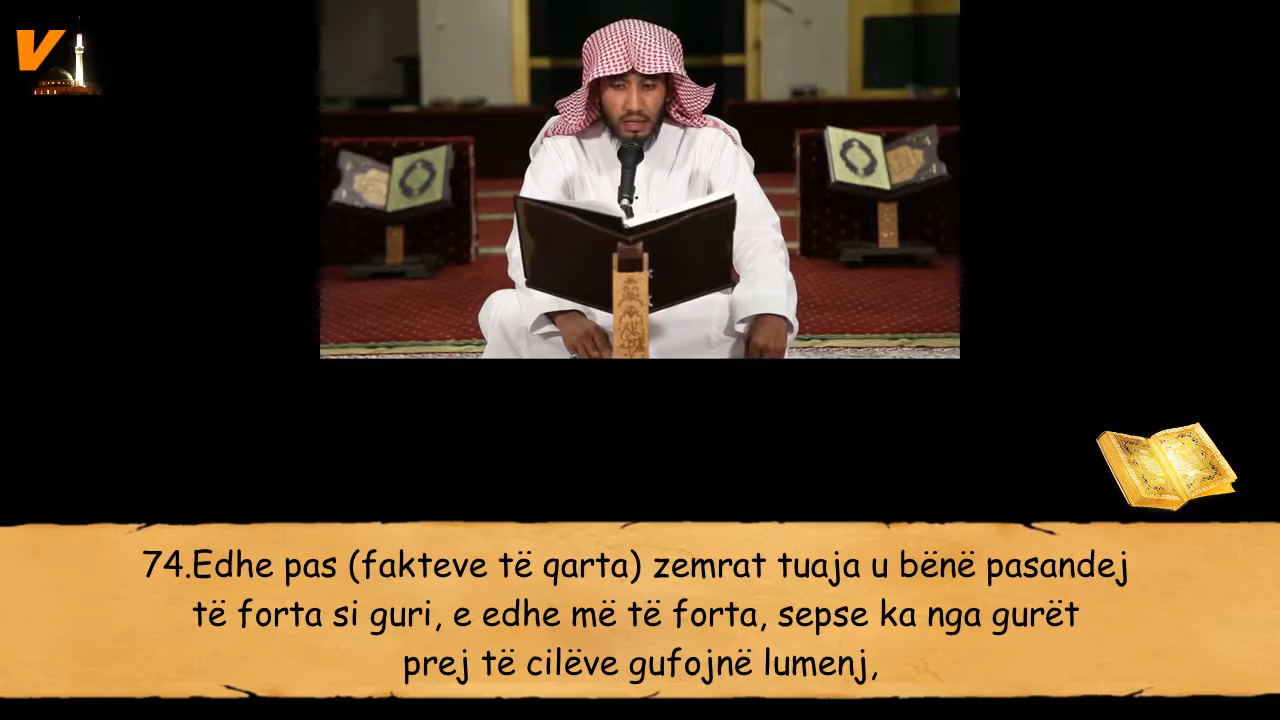 V
74.Edhe pas (fakteve të qarta) zemrat tuaja u bënë pasandej
të forta si guri, e edhe më të forta, sepse ka nga gurët
prej të cilëve gufojnë lumenj,